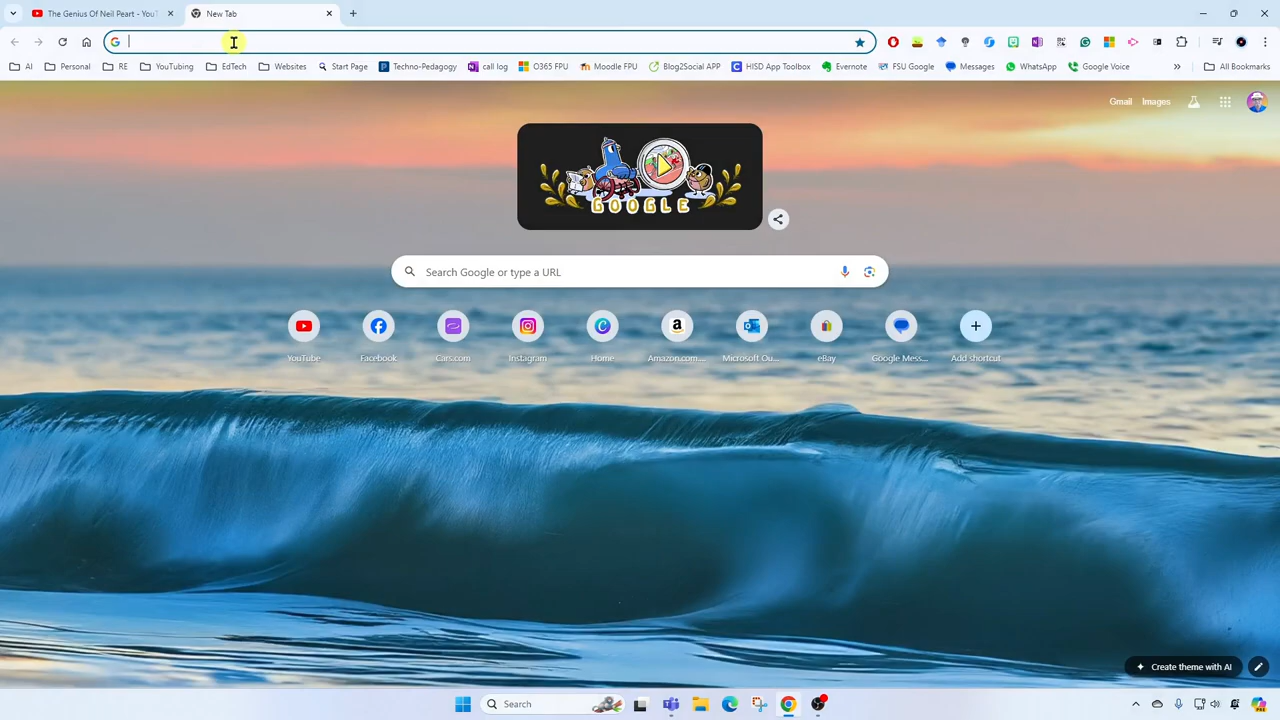 The Genius Of Neil Peart - YouT
New Tab
AI
Personal
RE
YouTubing
EdTech
Websites
Start Page
Techno-Pedagogy
call log
O365 FPU
Moodle FPU
Blog2Social APP
HISD App Toolbox
Evernote
FSU Google
Messages
WhatsApp
Google Voice
»
All Bookmarks
Gmail
Images
GOOGLE
Search Google or type a URL
YouTube
Facebook
Cars.com
Instagram
Home
Amazon.com...
Microsoft Ou...
eBay
Google Mess...
Add shortcut
Create theme with AI
Search